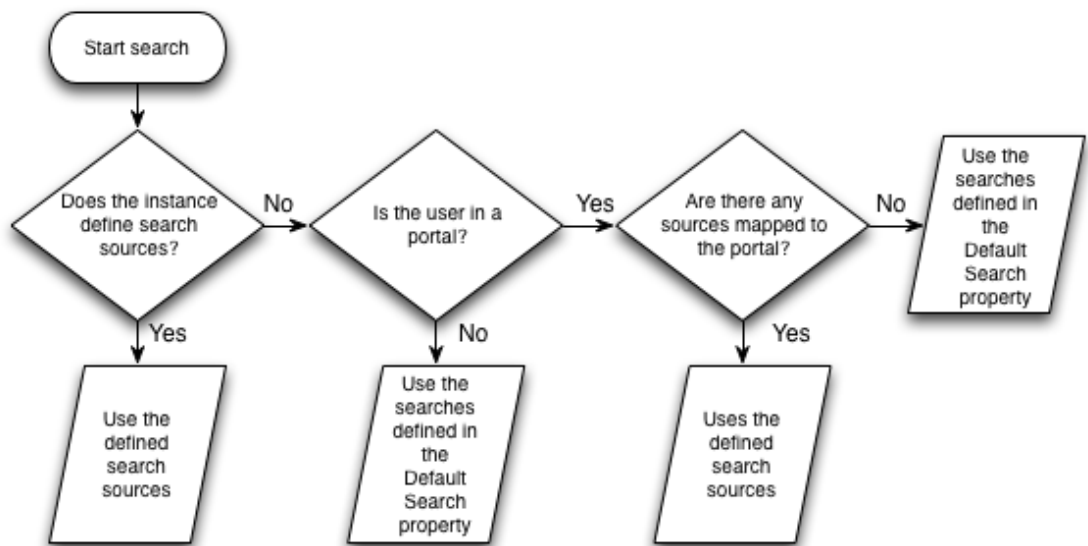 Start search
Does the instance
define search
sources?
No
Is the user in a
portal?
Yes
Are there any
sources mapped to
the portal?
No
Use the
searches
defined in
the
Default
Search
property
Yes
No
Yes
Use the
defined
search
sources
Use the
searches
defined in
the
Default
Search
property
Uses the
defined
search
sources